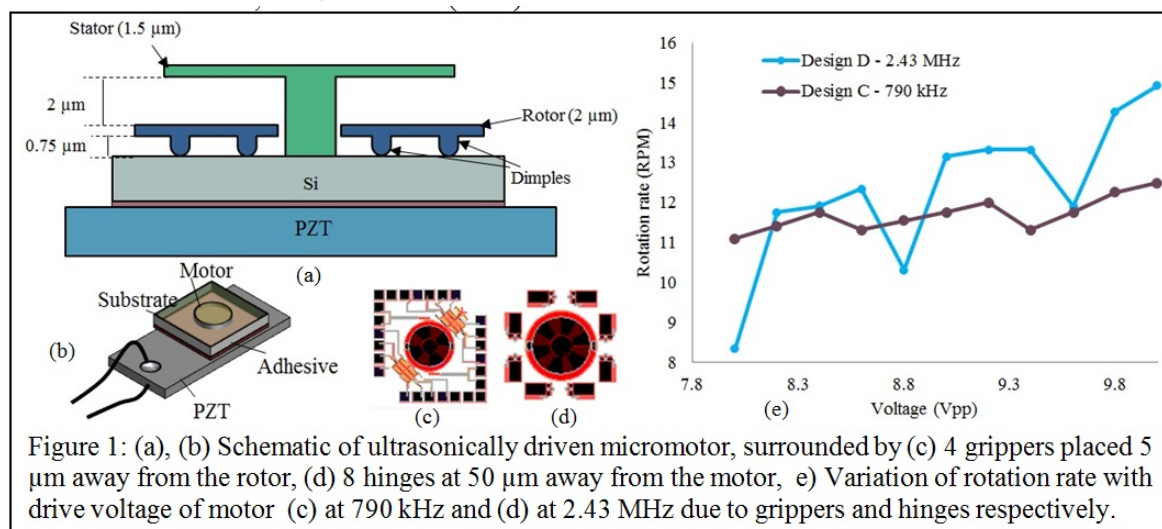 Stator (1.5 µm)
2 µm
Rotor (2 µm)
0.75 µm
Dimples
Si
PZT
(a)
Motor
Substrate
(b)
Adhesive
PZT
(c)
(d)
16
15
14
13
12
11
10
9
8
Rotation rate (RPM)
Design D - 2.43 MHz
Design C - 790 kHz
7.8 8.3 8.8 9.3 9.8
(e) Voltage (Vpp)
Figure 1: (a), (b) Schematic of ultrasonically driven micromotor, surrounded by (c) 4 grippers placed 5
µm away from the rotor, (d) 8 hinges at 50 µm away from the motor, e) Variation of rotation rate with
drive voltage of motor (c) at 790 kHz and (d) at 2.43 MHz due to grippers and hinges respectively.